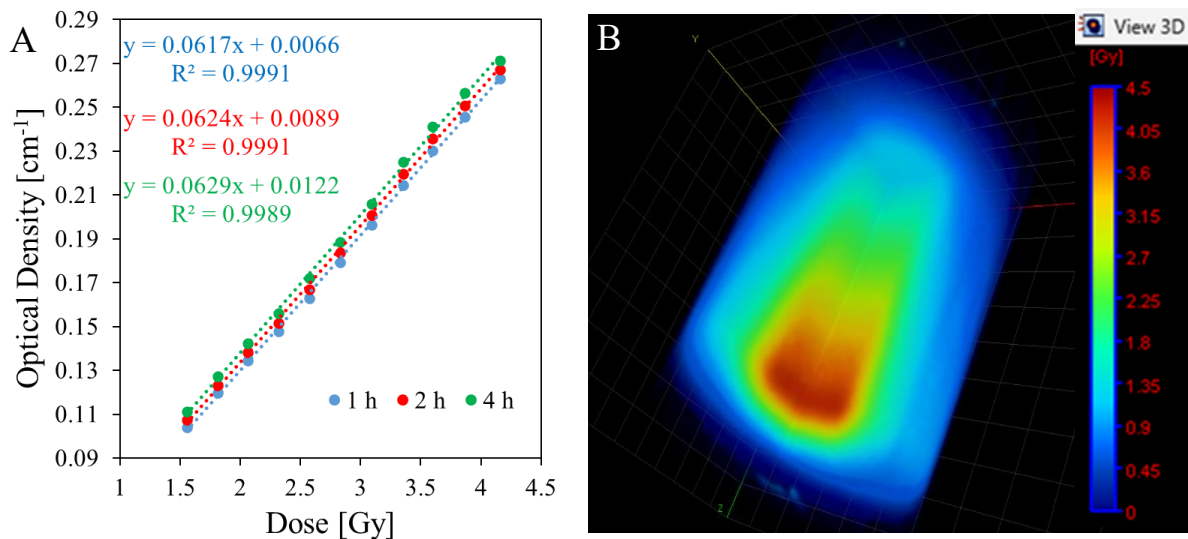 A
y = 0.0617x + 0.0066
R² = 0.9991
y = 0.0624x + 0.0089
R² = 0.9991
y = 0.0629x + 0.0122
R² = 0.9989
Optical Density [cm⁻¹]
0.29
0.27
0.25
0.23
0.21
0.19
0.17
0.15
0.13
0.11
0.09
1 h 2 h 4 h
1 1.5 2 2.5 3 3.5 4 4.5
Dose [Gy]
B
Y
Z
View 3D
[Gy]
4.5
4.05
3.6
3.15
2.7
2.25
1.8
1.35
0.9
0.45
0